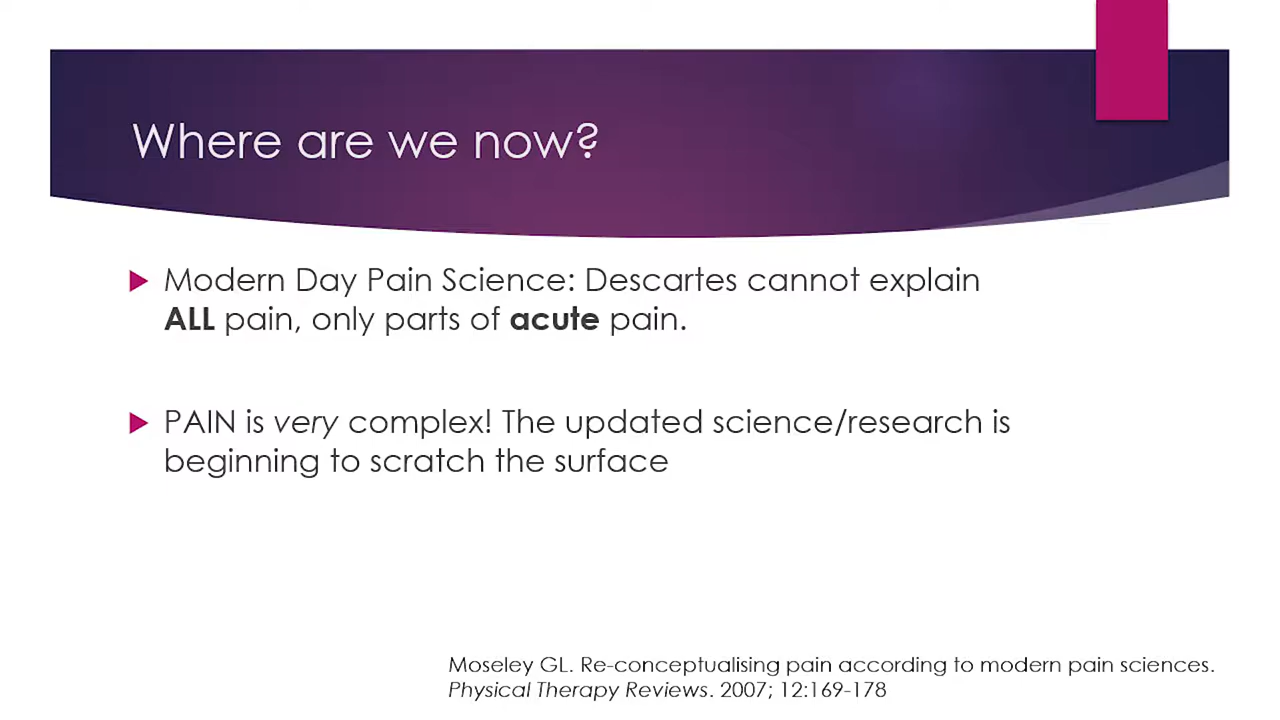 Where are we now?
Modern Day Pain Science: Descartes cannot explain
ALL pain, only parts of acute pain.
PAIN is very complex! The updated science/research is
beginning to scratch the surface
Moseley GL. Re-conceptualising pain according to modern pain sciences.
Physical Therapy Reviews. 2007; 12:169-178